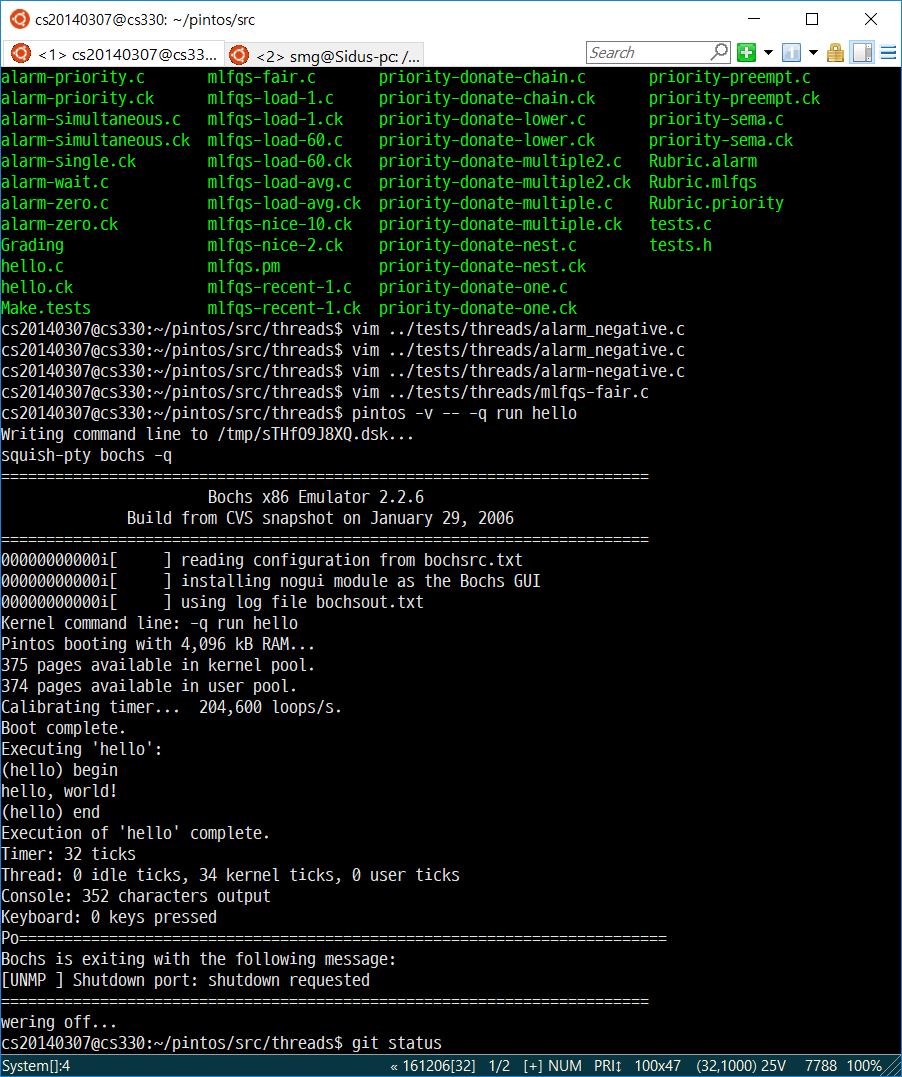 cs20140307@cs330: ~/pintos/src
<1> cs20140307@cs33... <2> smg@Sidus-pc: /... Search
alarm-priority.c mlfqs-fair.c priority-donate-chain.c priority-preempt.c
alarm-priority.ck mlfqs-load-1.c priority-donate-chain.ck priority-preempt.ck
alarm-simultaneous.c mlfqs-load-1.ck priority-donate-lower.c priority-sema.c
alarm-simultaneous.ck mlfqs-load-60.c priority-donate-lower.ck priority-sema.ck
alarm-single.ck mlfqs-load-60.ck priority-donate-multiple2.c Rubric.alarm
alarm-wait.c mlfqs-load-avg.c priority-donate-multiple2.ck Rubric.mlfqs
alarm-zero.c mlfqs-load-avg.ck priority-donate-multiple.c Rubric.priority
alarm-zero.ck mlfqs-nice-10.ck priority-donate-multiple.ck tests.c
Grading mlfqs-nice-2.ck priority-donate-nest.c tests.h
hello.c mlfqs.pm priority-donate-nest.ck
hello.ck mlfqs-recent-1.c priority-donate-one.c
Make.tests mlfqs-recent-1.ck priority-donate-one.ck
cs20140307@cs330:~/pintos/src/threads$ vim ../tests/threads/alarm_negative.c
cs20140307@cs330:~/pintos/src/threads$ vim ../tests/threads/alarm_negative.c
cs20140307@cs330:~/pintos/src/threads$ vim ../tests/threads/alarm-negative.c
cs20140307@cs330:~/pintos/src/threads$ vim ../tests/threads/mlfqs-fair.c
cs20140307@cs330:~/pintos/src/threads$ pintos -v -- -q run hello
Writing command line to /tmp/sTHfO9J8XQ.dsk...
squish-pty bochs -q
========================================================================
Bochs x86 Emulator 2.2.6
Build from CVS snapshot on January 29, 2006
========================================================================
00000000000i[     ] reading configuration from bochsrc.txt
00000000000i[     ] installing nogui module as the Bochs GUI
00000000000i[     ] using log file bochsout.txt
Kernel command line: -q run hello
Pintos booting with 4,096 kB RAM...
375 pages available in kernel pool.
374 pages available in user pool.
Calibrating timer...  204,600 loops/s.
Boot complete.
Executing 'hello':
(hello) begin
hello, world!
(hello) end
Execution of 'hello' complete.
Timer: 32 ticks
Thread: 0 idle ticks, 34 kernel ticks, 0 user ticks
Console: 352 characters output
Keyboard: 0 keys pressed
Po========================================================================
Bochs is exiting with the following message:
[UNMP ] Shutdown port: shutdown requested
========================================================================
wering off...
cs20140307@cs330:~/pintos/src/threads$ git status
System[]:4 « 161206[32] 1/2 [+] NUM PRI↕ 100x47 (32,1000) 25V 7788 100%